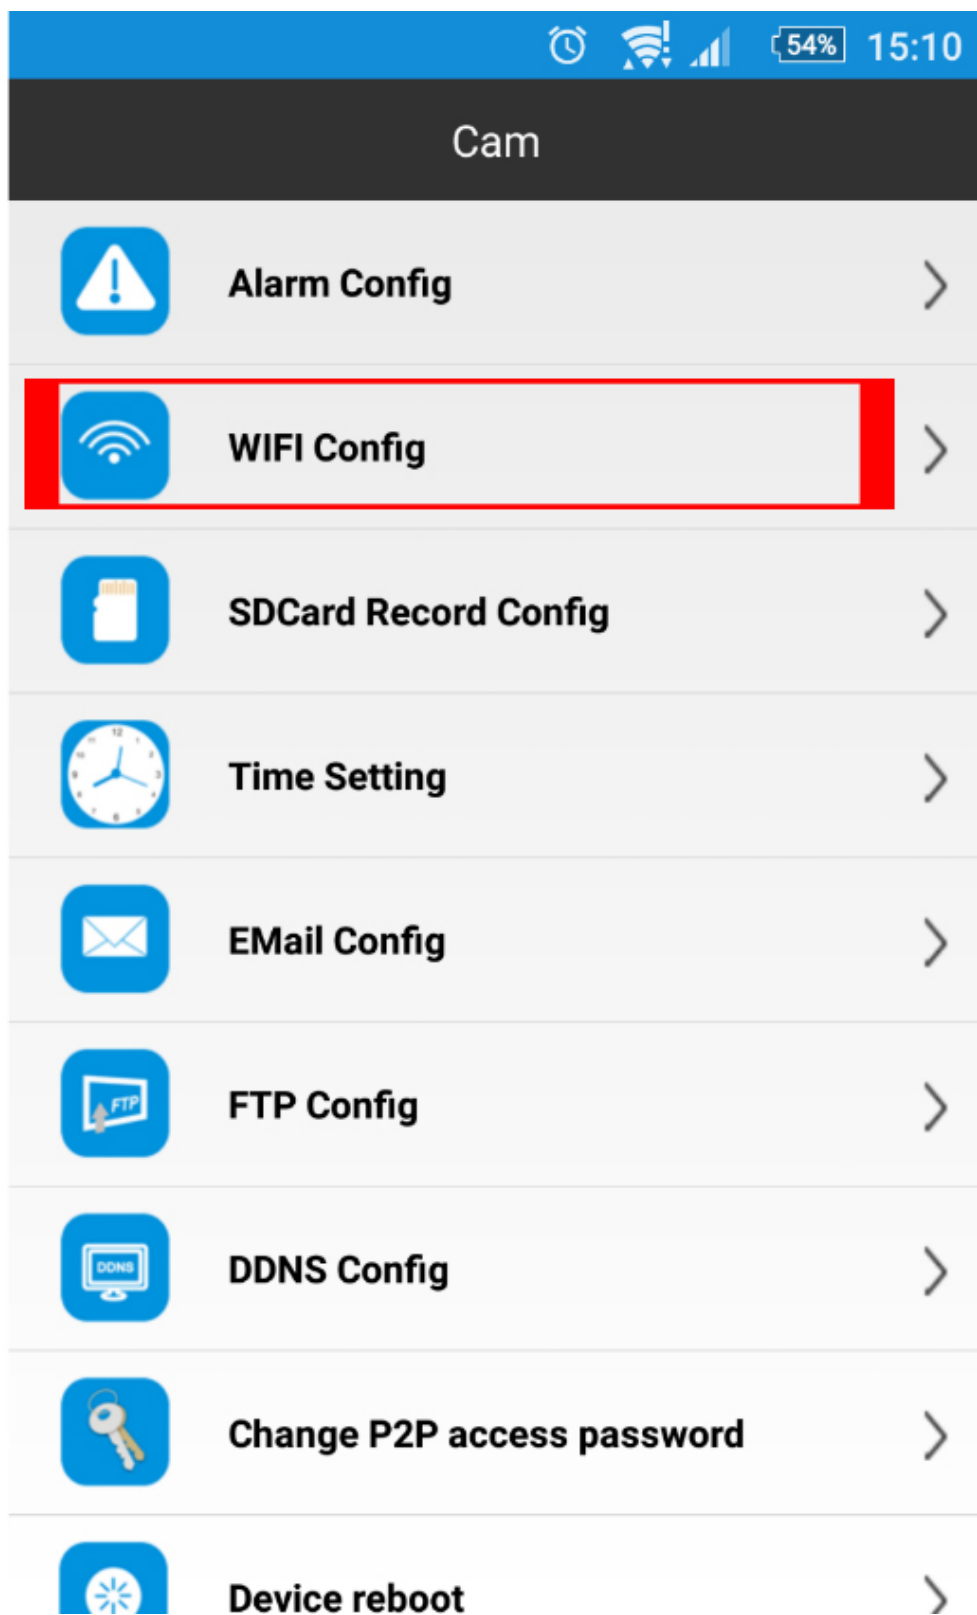 54% 15:10
Cam
Alarm Config
WIFI Config
SDCard Record Config
Time Setting
EMail Config
FTP
FTP Config
DDNS
DDNS Config
Change P2P access password
Device reboot